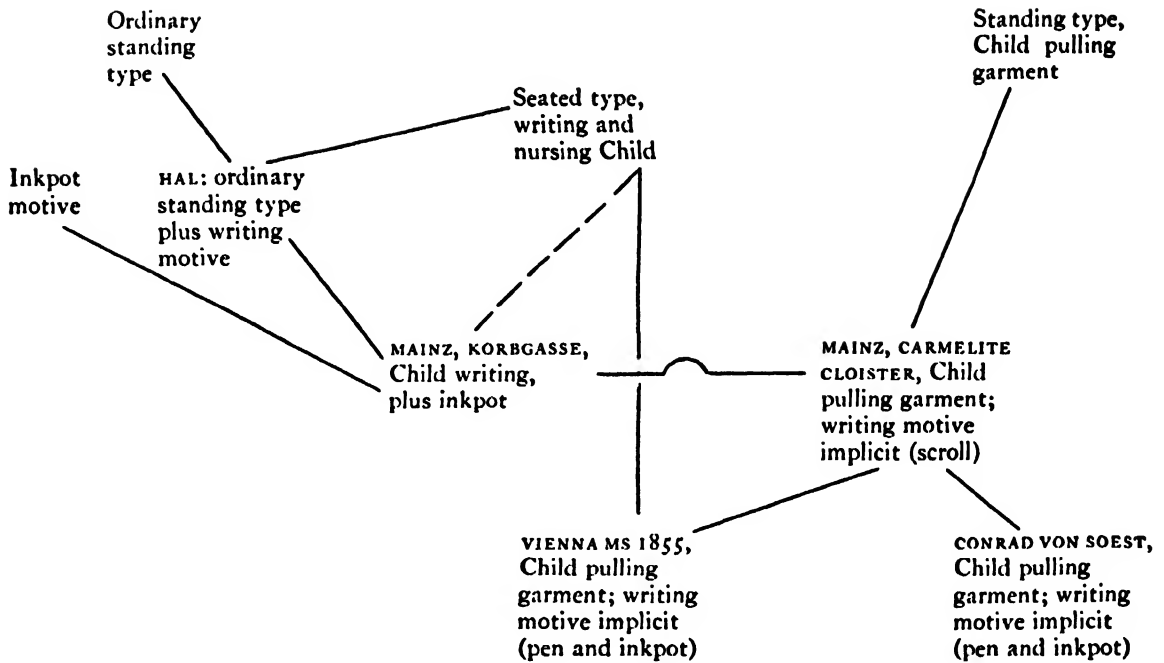 Ordinary
standing
type
Standing type,
Child pulling
garment
Seated type,
writing and
nursing Child
Inkpot
motive
HAL: ordinary
standing type
plus writing
motive
MAINZ, KORBGASSE,
Child writing,
plus inkpot
MAINZ, CARMELITE
CLOISTER, Child
pulling garment;
writing motive
implicit (scroll)
VIENNA MS 1855,
Child pulling
garment; writing
motive implicit
(pen and inkpot)
CONRAD VON SOEST,
Child pulling
garment; writing
motive implicit
(pen and inkpot)